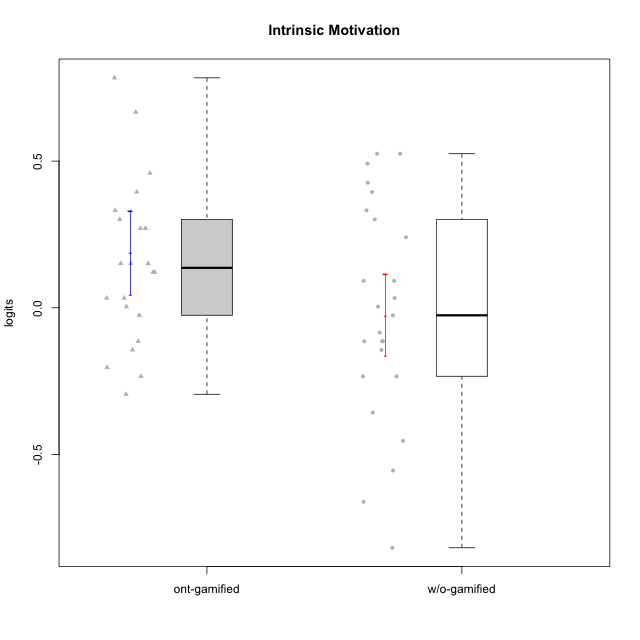 Intrinsic Motivation
logits
0.5
0.0
-0.5
ont-gamified
w/o-gamified